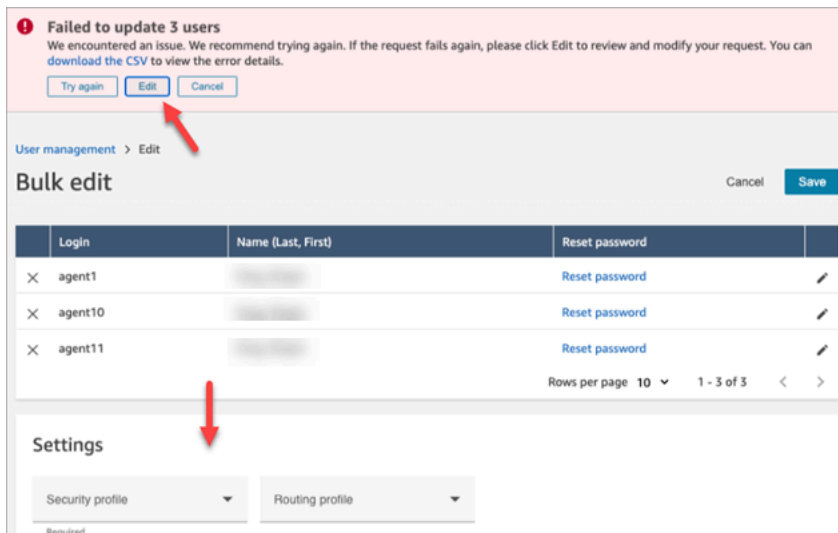 Failed to update 3 users
We encountered an issue. We recommend trying again. If the request fails again, please click Edit to review and modify your request. You can
download the CSV to view the error details.
Try again Edit Cancel
User management > Edit
Bulk edit
Cancel Save
Login Name (Last, First) Reset password
agent1 Reset password
agent10 Reset password
agent11 Reset password
Rows per page 10 1 - 3 of 3 < >
Settings
Security profile Routing profile
Required